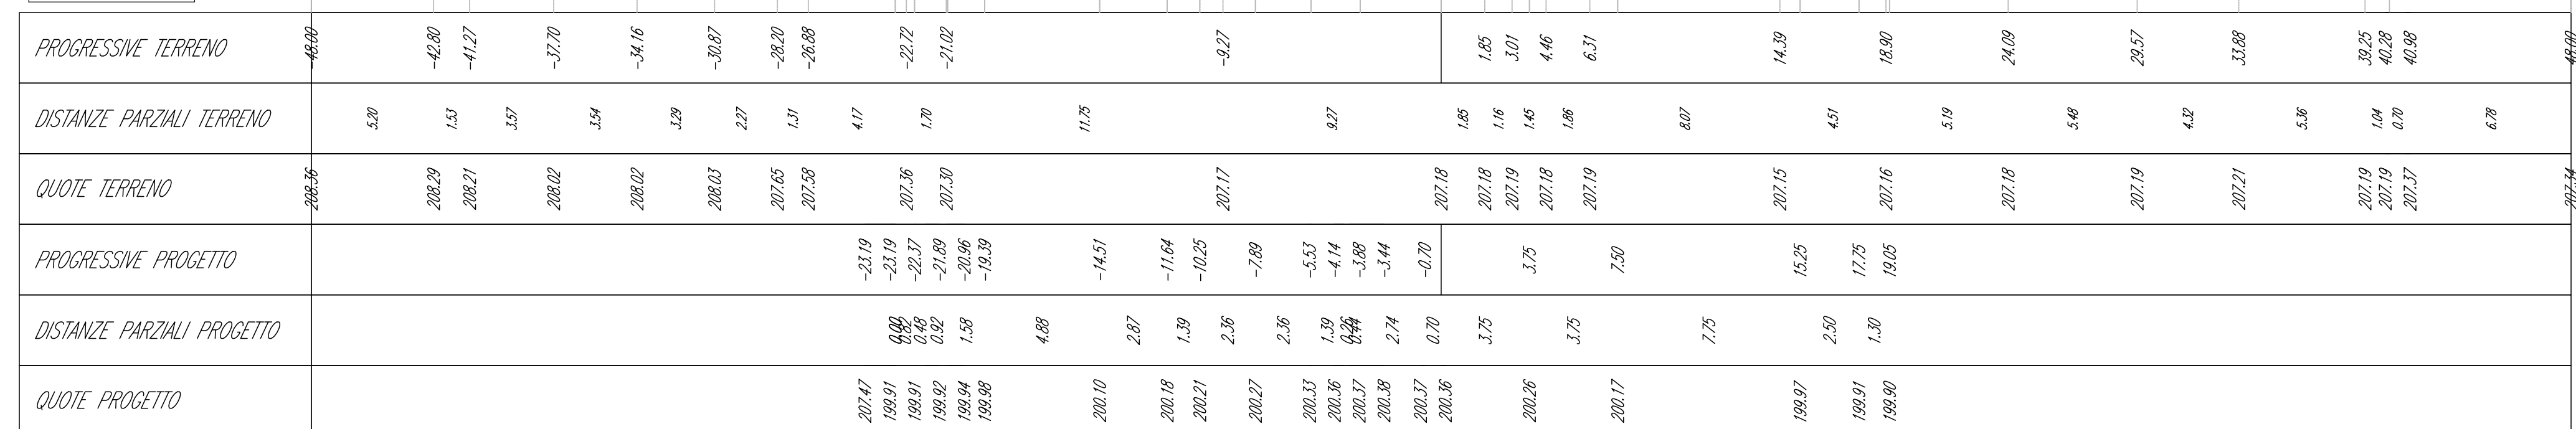 PROGRESSIVE TERRENO -48.00 -42.80 -41.27 -37.70 -34.16 -30.87 -28.20 -26.88 -22.72 -21.02 -9.27 1.85 3.01 4.46 6.31 14.39 18.90 24.09 29.57 33.88 39.25 40.28 40.98 48.00
DISTANZE PARZIALI TERRENO 5.20 1.53 3.57 3.54 3.29 2.27 1.31 4.17 1.70 11.75 9.27 1.85 1.16 1.45 1.86 8.07 4.51 5.19 5.48 4.32 5.36 1.04 0.70 6.78
QUOTE TERRENO 208.36 208.29 208.21 208.02 208.02 208.03 207.65 207.58 207.36 207.30 207.17 207.18 207.18 207.19 207.18 207.19 207.15 207.16 207.18 207.19 207.21 207.19 207.19 207.37 207.34
PROGRESSIVE PROGETTO -23.19 -23.19 -22.37 -21.89 -20.96 -19.39 -14.51 -11.64 -10.25 -7.89 -5.53 -4.14 -3.88 -3.44 -0.70 3.75 7.50 15.25 17.75 19.05
DISTANZE PARZIALI PROGETTO 0.00 0.82 0.48 0.92 1.58 4.88 2.87 1.39 2.36 2.36 1.39 0.26 0.44 2.74 0.70 3.75 3.75 7.75 2.50 1.30
QUOTE PROGETTO 207.47 199.91 199.91 199.92 199.94 199.98 200.10 200.18 200.21 200.27 200.33 200.36 200.37 200.38 200.37 200.36 200.26 200.17 199.97 199.91 199.90